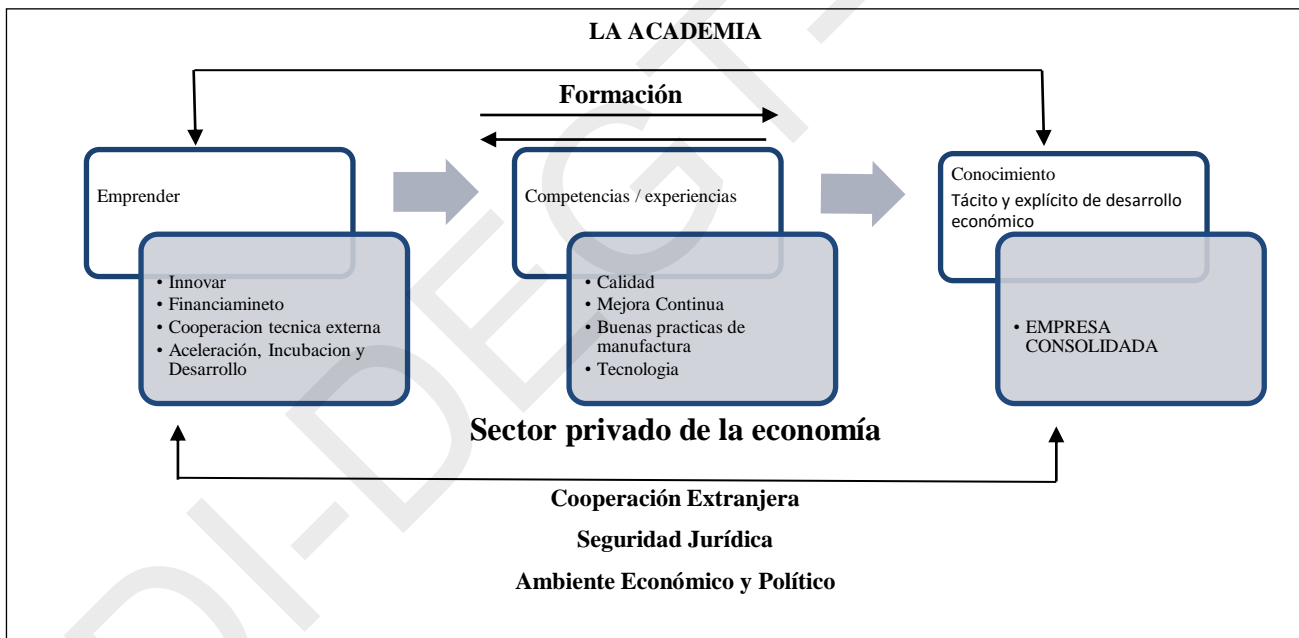 LA ACADEMIA
Formación
Emprender
• Innovar
• Financiamineto
• Cooperacion tecnica externa
• Aceleración, Incubacion y
Desarrollo
Competencias / experiencias
• Calidad
• Mejora Continua
• Buenas practicas de
manufactura
• Tecnologia
Conocimiento
Tácito y explícito de desarrollo
económico
• EMPRESA
CONSOLIDADA
Sector privado de la economía
Cooperación Extranjera
Seguridad Jurídica
Ambiente Económico y Político
DI-DEGT-